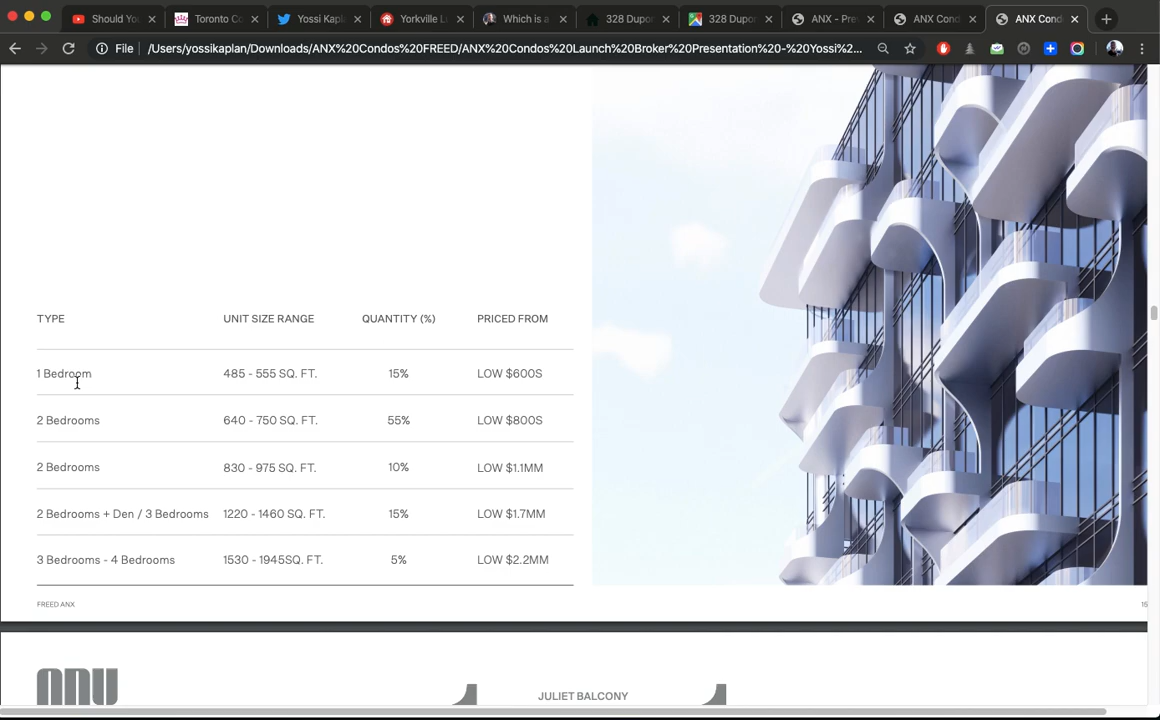 Should Yo
Toronto Co
Yossi Kapl
Yorkville L
Which is a
328 Dupor
328 Dupor
ANX - Pre
ANX Cond
ANX Cond
File
/Users/yossikaplan/Downloads/ANX%20Condos%20FREED/ANX%20Condos%20Launch%20Broker%20Presentation%20-%20Yossi%2...
TYPE UNIT SIZE RANGE QUANTITY (%) PRICED FROM
1 Bedroom 485 - 555 SQ. FT. 15% LOW $600S
2 Bedrooms 640 - 750 SQ. FT. 55% LOW $800S
2 Bedrooms 830 - 975 SQ. FT. 10% LOW $1.1MM
2 Bedrooms + Den / 3 Bedrooms 1220 - 1460 SQ. FT. 15% LOW $1.7MM
3 Bedrooms - 4 Bedrooms 1530 - 1945SQ. FT. 5% LOW $2.2MM
FREED ANX
15
JULIET BALCONY